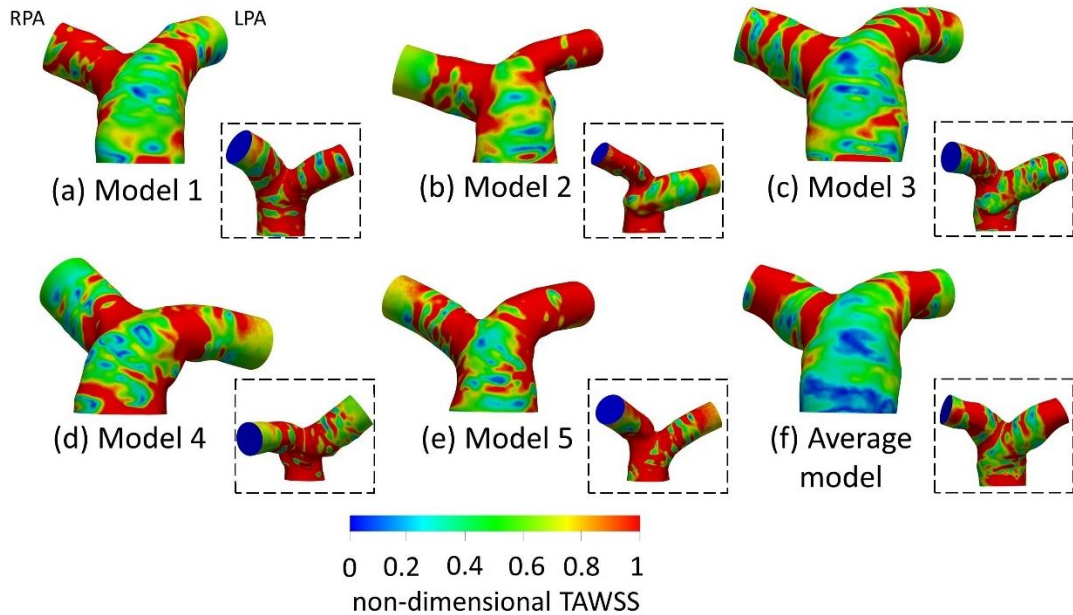 RPA
LPA
(a) Model 1
(b) Model 2
(c) Model 3
(d) Model 4
(e) Model 5
(f) Average
model
0 0.2 0.4 0.6 0.8 1
non-dimensional TAWSS